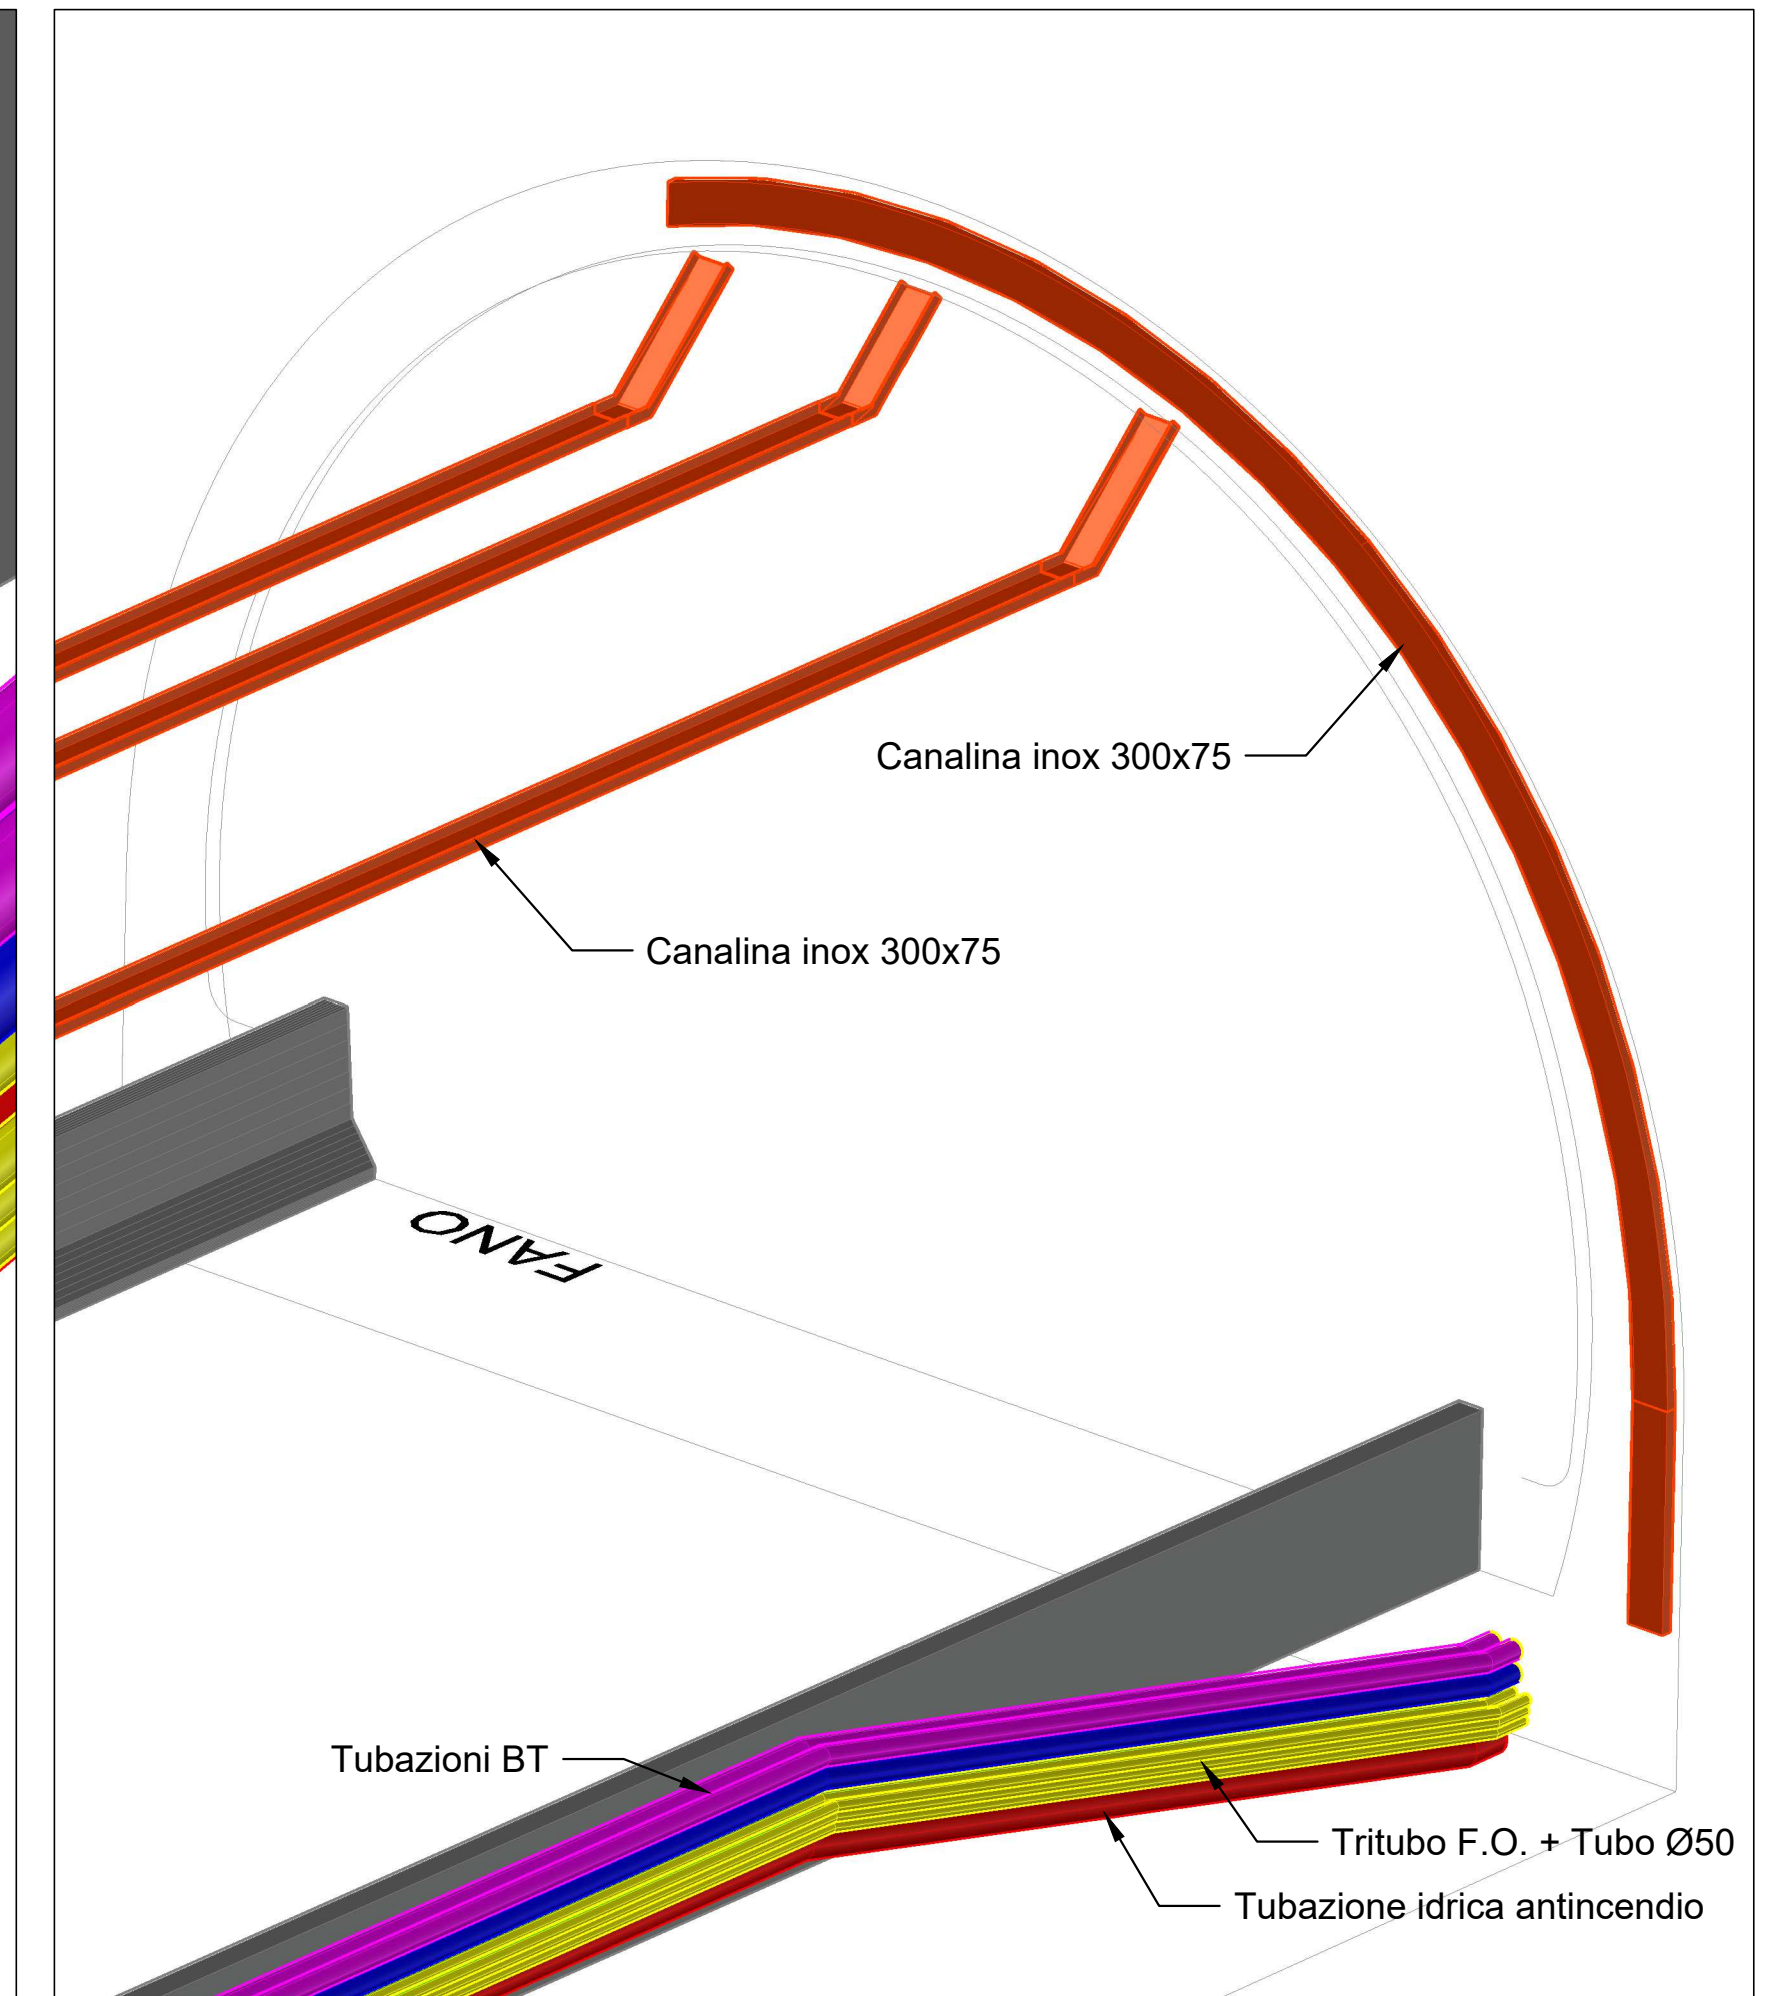 Canalina inox 300x75
Canalina inox 300x75
FANO
Tubazioni BT
Tritubo F.O. + Tubo Ø50
Tubazione idrica antincendio